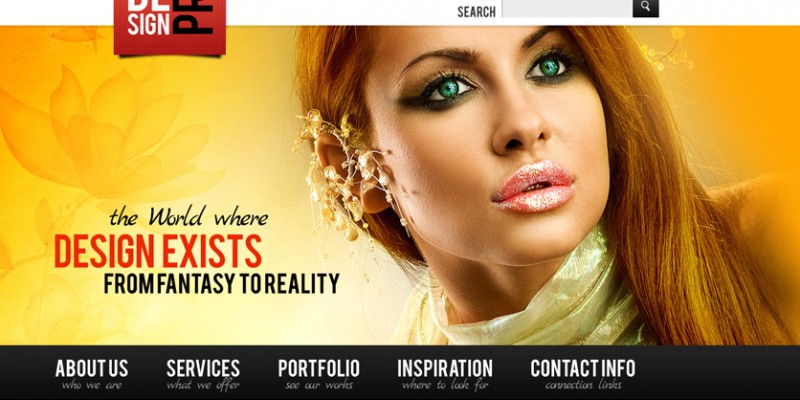 DE
SIGN
PR
SEARCH
the World where
DESIGN EXISTS
FROM FANTASY TO REALITY
ABOUT US
who we are
SERVICES
what we offer
PORTFOLIO
see our works
INSPIRATION
where to look for
CONTACT INFO
connection links